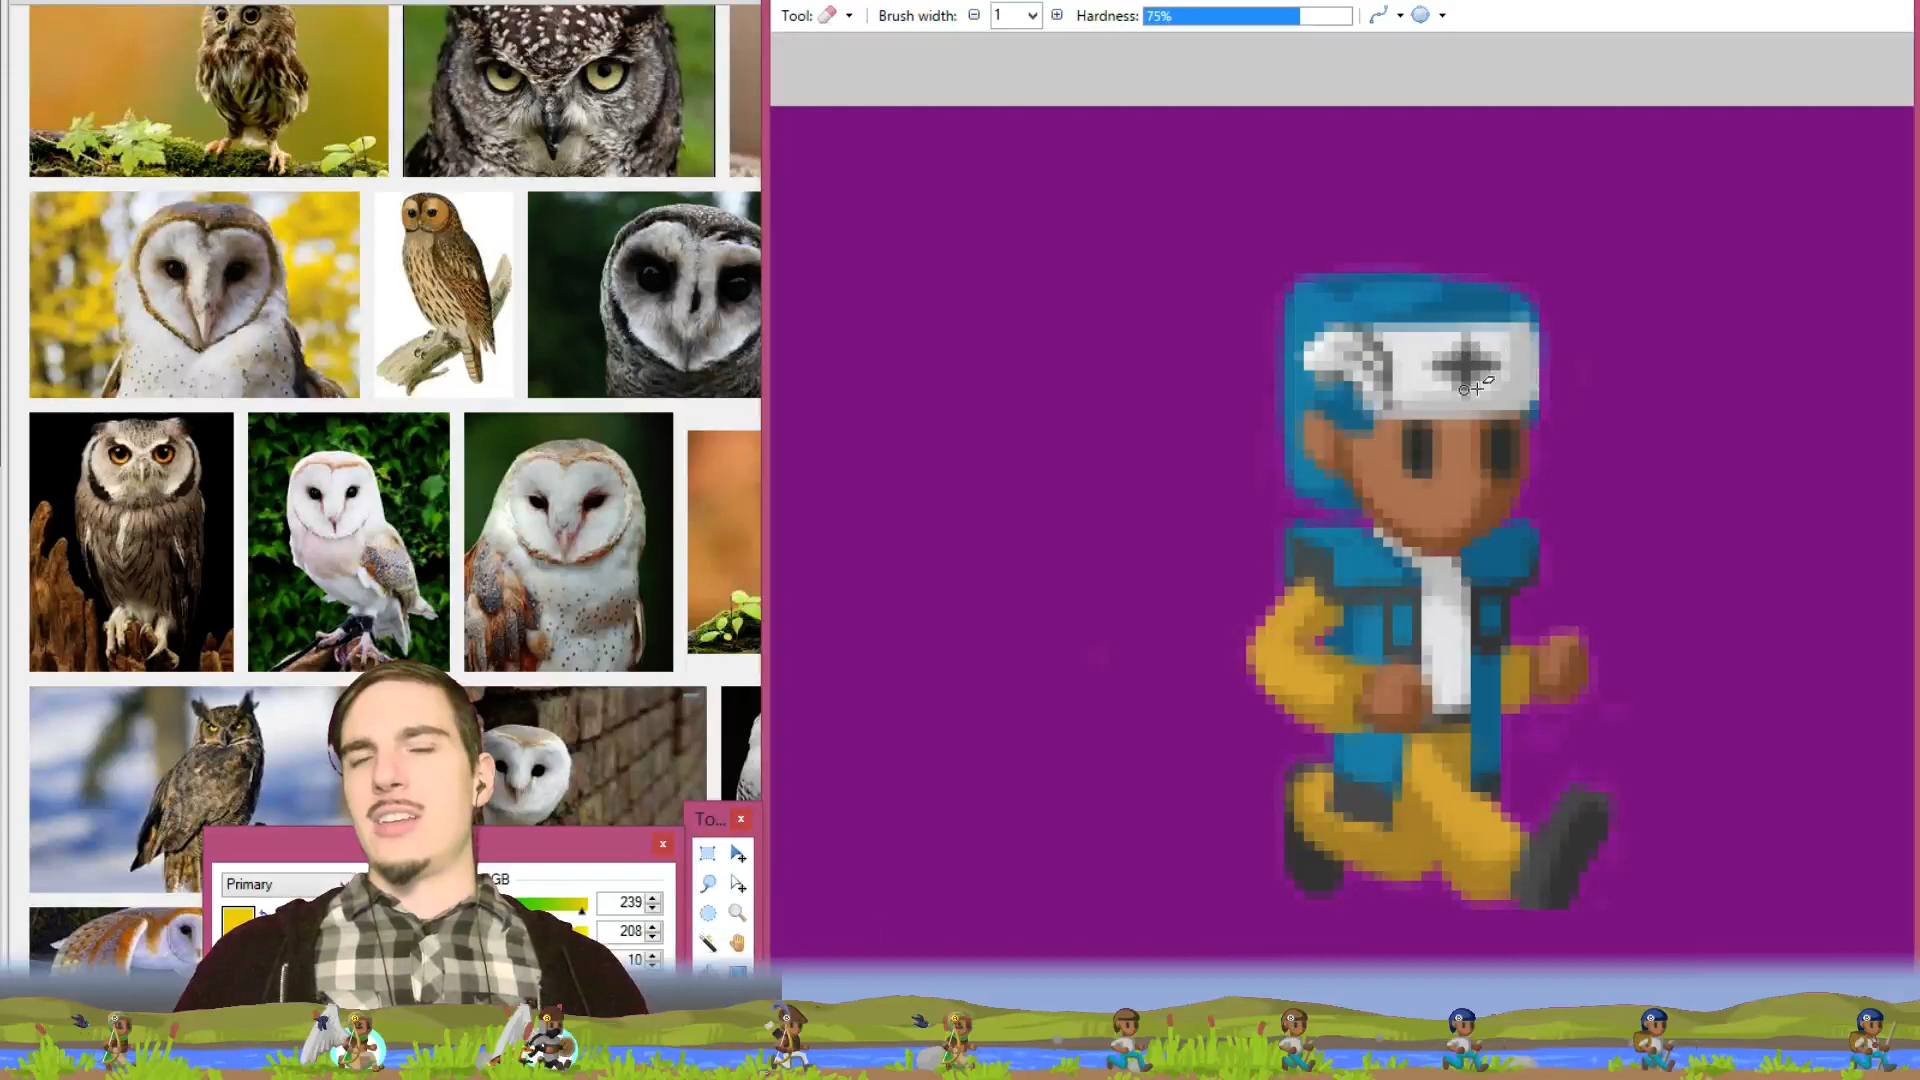 Tool: Brush width: 1 Hardness: 75%
To...
Primary
GB
239
208
10